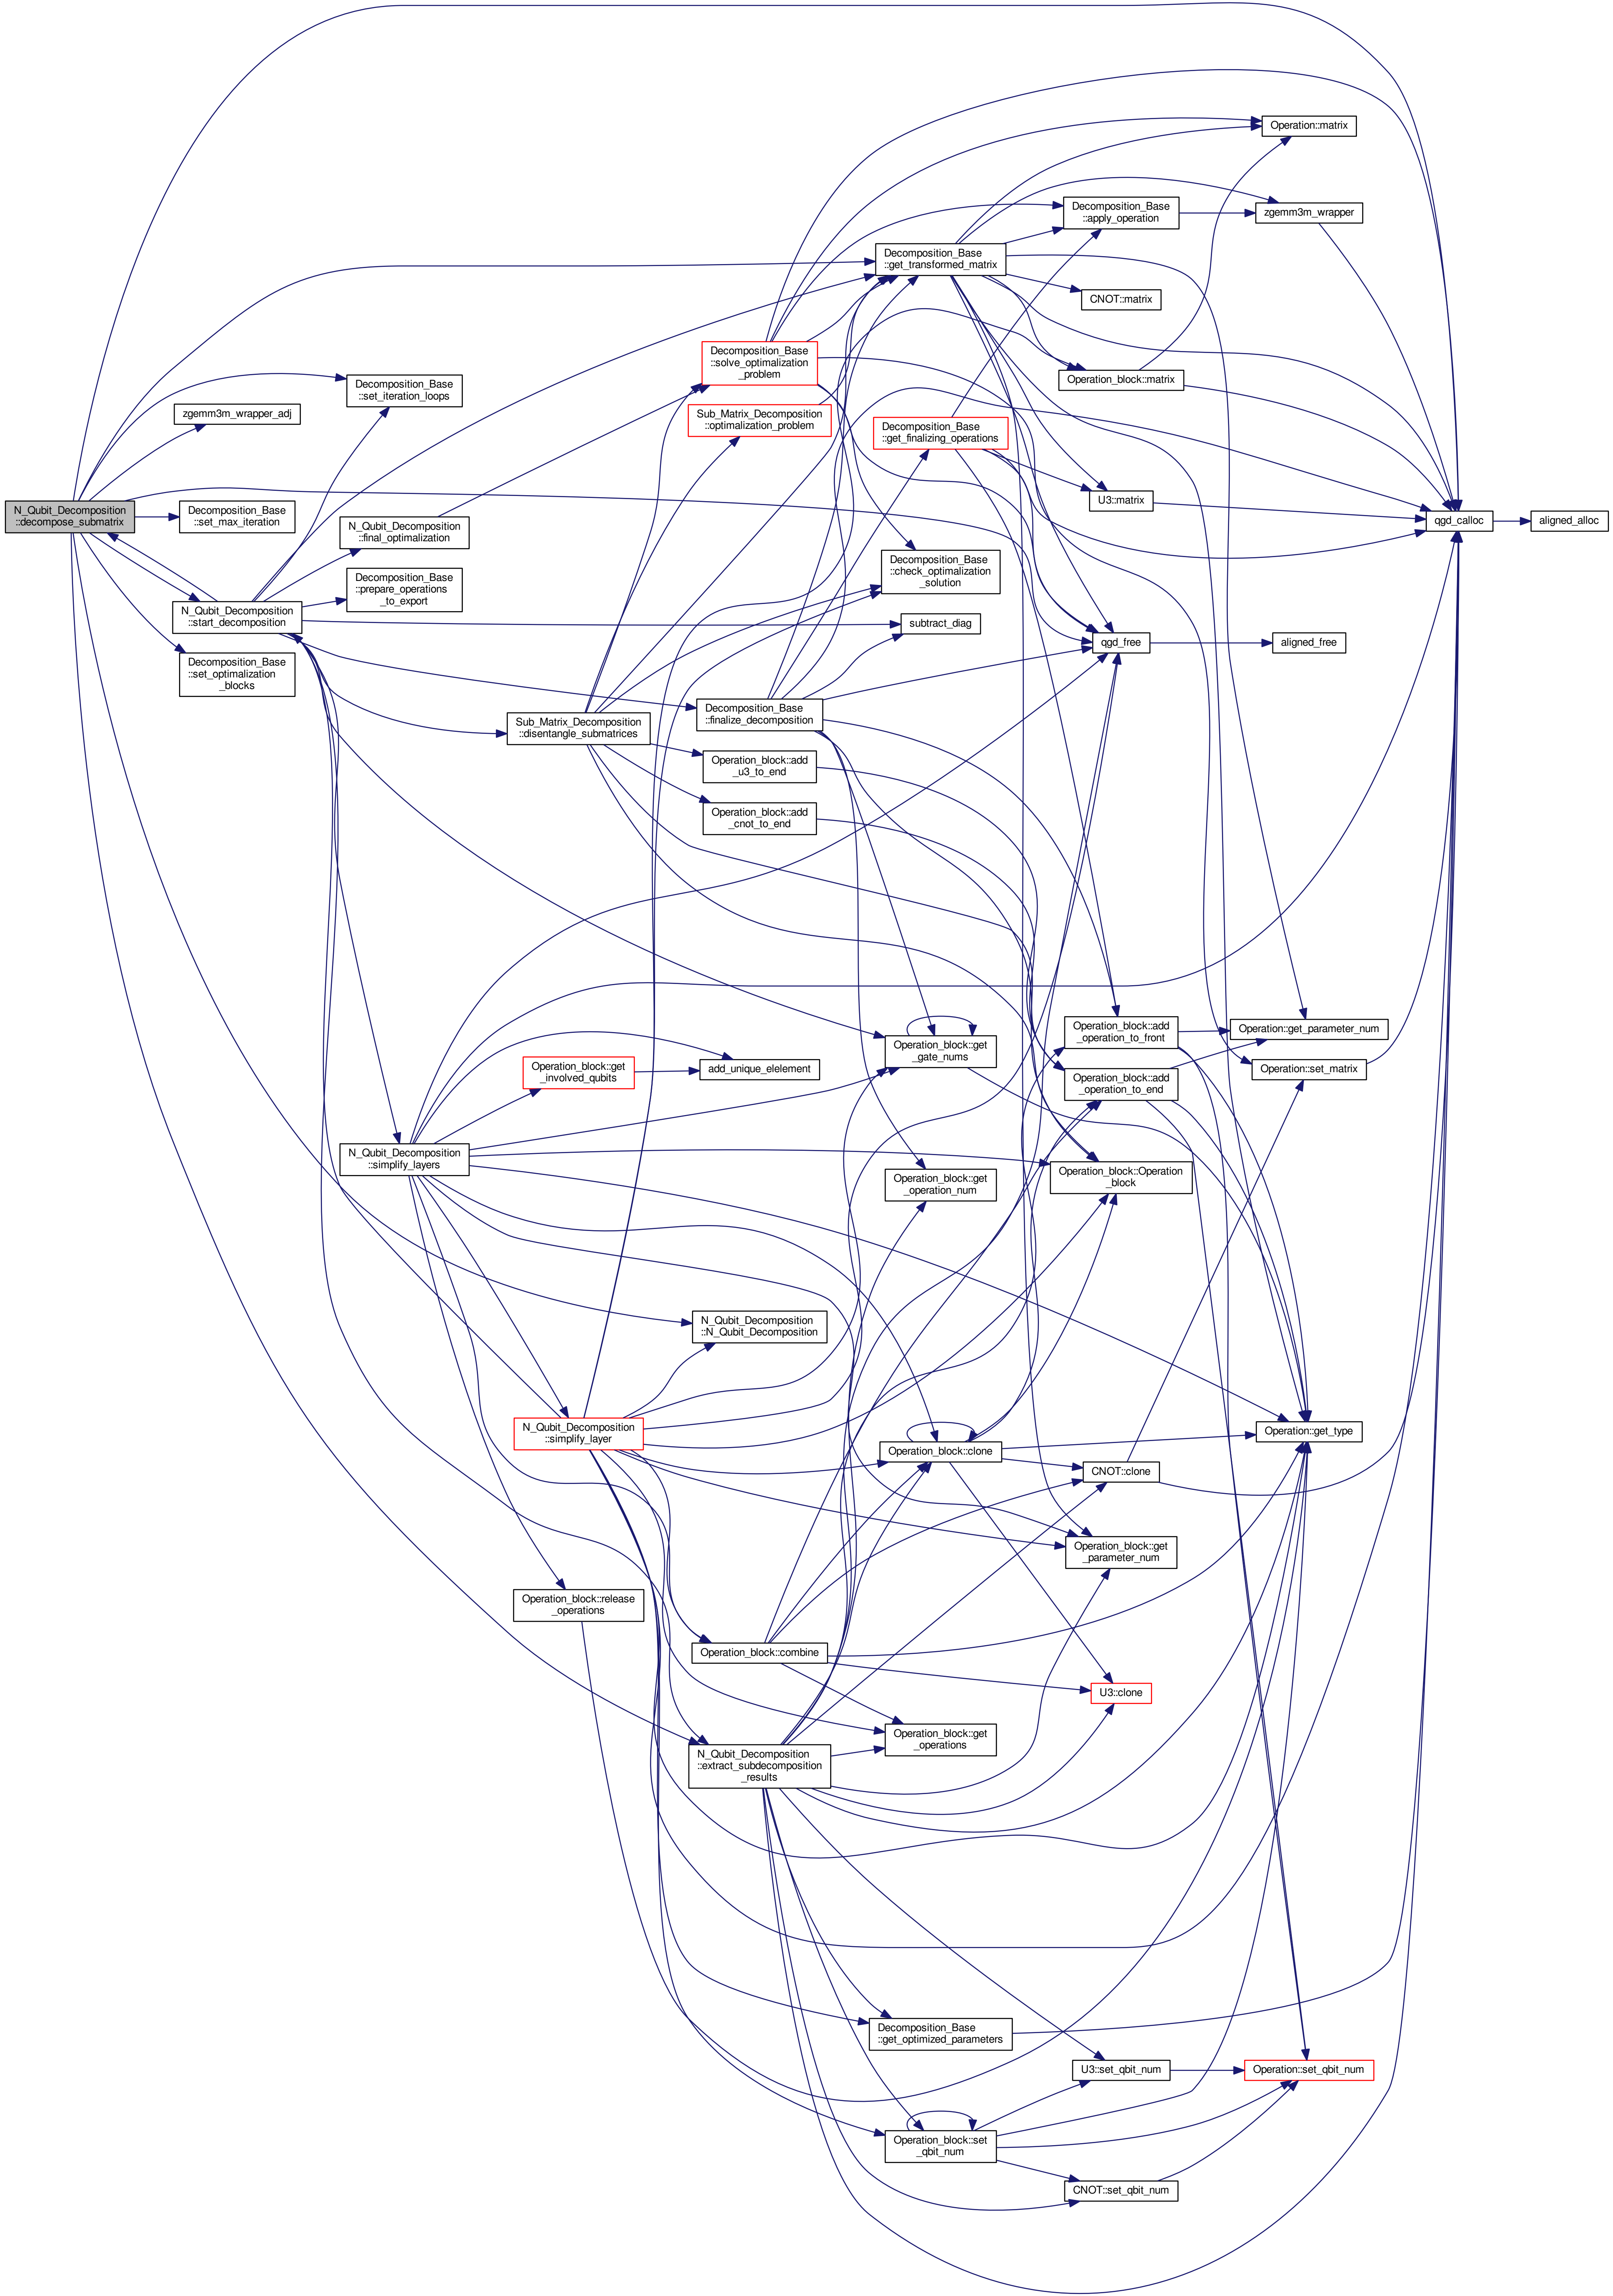 Operation::matrix
Decomposition_Base
::apply_operation
zgemm3m_wrapper
Decomposition_Base
::get_transformed_matrix
CNOT::matrix
Decomposition_Base
::solve_optimalization
_problem
Operation_block::matrix
Decomposition_Base
::set_iteration_loops
zgemm3m_wrapper_adj
Sub_Matrix_Decomposition
::optimalization_problem
Decomposition_Base
::get_finalizing_operations
N_Qubit_Decomposition
::decompose_submatrix
Decomposition_Base
::set_max_iteration
N_Qubit_Decomposition
::final_optimalization
U3::matrix
qgd_calloc
aligned_alloc
Decomposition_Base
::check_optimalization
_solution
Decomposition_Base
::prepare_operations
_to_export
N_Qubit_Decomposition
::start_decomposition
subtract_diag
qgd_free
aligned_free
Decomposition_Base
::set_optimalization
_blocks
Sub_Matrix_Decomposition
::disentangle_submatrices
Decomposition_Base
::finalize_decomposition
Operation_block::add
_u3_to_end
Operation_block::add
_cnot_to_end
Operation_block::add
_operation_to_front
Operation::get_parameter_num
Operation_block::get
_gate_nums
Operation_block::get
_involved_qubits
add_unique_elelement
Operation_block::add
_operation_to_end
Operation::set_matrix
N_Qubit_Decomposition
::simplify_layers
Operation_block::get
_operation_num
Operation_block::Operation
_block
N_Qubit_Decomposition
::N_Qubit_Decomposition
N_Qubit_Decomposition
::simplify_layer
Operation_block::clone
Operation::get_type
CNOT::clone
Operation_block::get
_parameter_num
Operation_block::release
_operations
Operation_block::combine
U3::clone
Operation_block::get
_operations
N_Qubit_Decomposition
::extract_subdecomposition
_results
Decomposition_Base
::get_optimized_parameters
U3::set_qbit_num
Operation::set_qbit_num
Operation_block::set
_qbit_num
CNOT::set_qbit_num